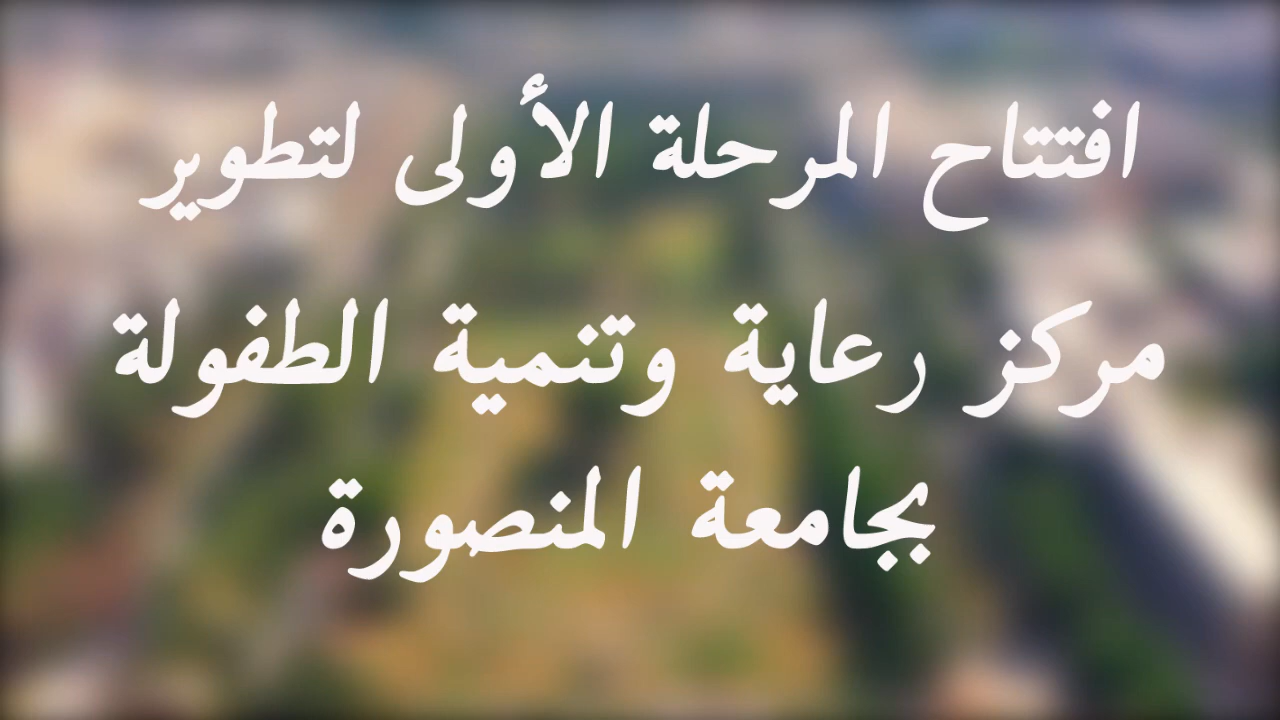 افتتاح المرحلة الأولى لتطوير
مركز رعاية وتنمية الطفولة
بجامعة المنصورة